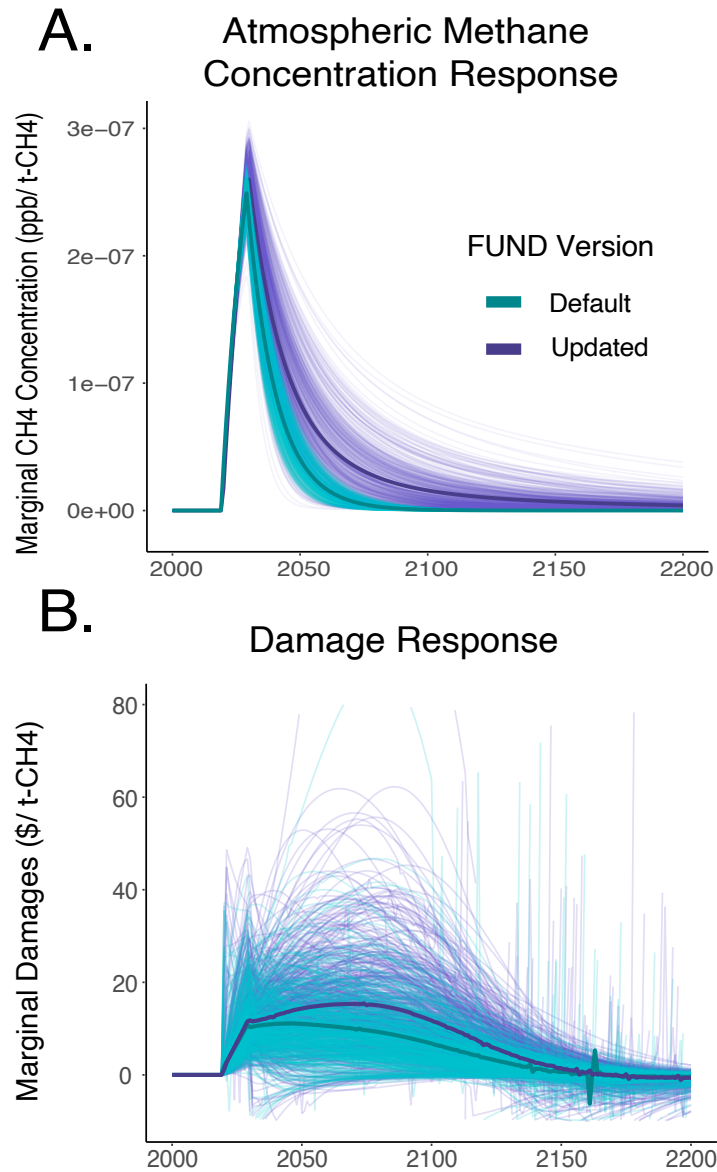 A.
Atmospheric Methane
Concentration Response
Marginal CH4 Concentration (ppb/ t-CH4)
3e-07
2e-07
1e-07
0e+00
FUND Version
Default
Updated
2000 2050 2100 2150 2200
B.
Damage Response
Marginal Damages ($/ t-CH4)
80
60
40
20
0
2000 2050 2100 2150 2200